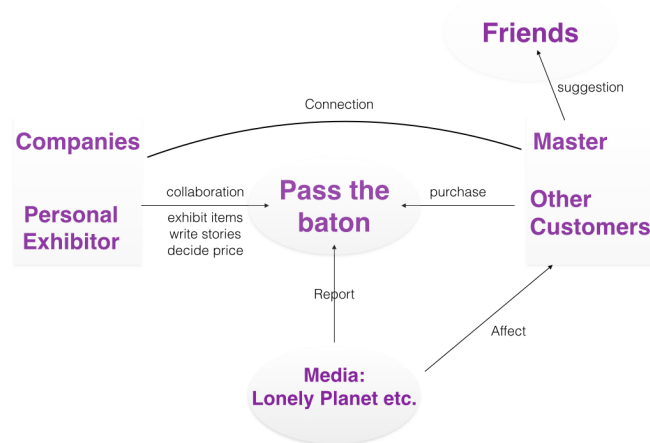 Friends
suggestion
Connection
Companies
Master
collaboration
Pass the
baton
purchase
Personal
Exhibitor
exhibit items
write stories
decide price
Other
Customers
Report
Affect
Media:
Lonely Planet etc.